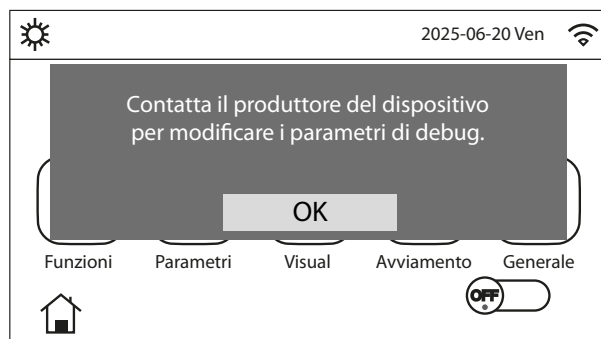 2025-06-20 Ven
Contatta il produttore del dispositivo
per modificare i parametri di debug.
OK
Funzioni Parametri Visual Avviamento Generale
OFF